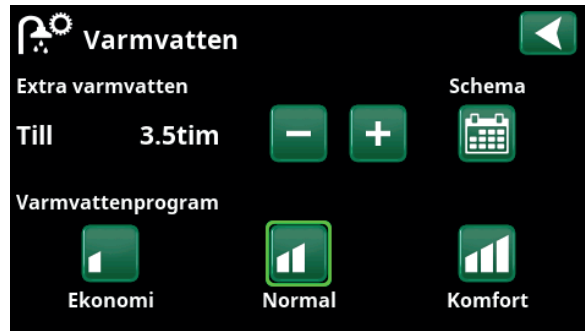 Varmvatten
Extra varmvatten
Schema
Till 3.5tim
Varmvattenprogram
Ekonomi Normal Komfort